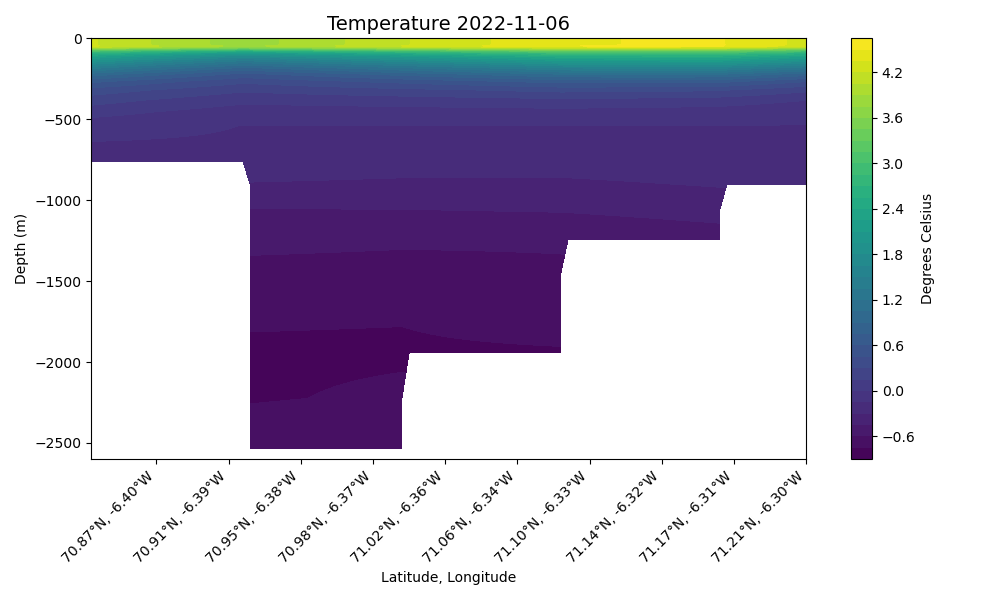 Temperature 2022-11-06
0
−500
−1000
−1500
−2000
−2500
Depth (m)
70.87°N, -6.40°W
70.91°N, -6.39°W
70.95°N, -6.38°W
70.98°N, -6.37°W
71.02°N, -6.36°W
71.06°N, -6.34°W
71.10°N, -6.33°W
71.14°N, -6.32°W
71.17°N, -6.31°W
71.21°N, -6.30°W
Latitude, Longitude
4.2
3.6
3.0
2.4
1.8
1.2
0.6
0.0
−0.6
Degrees Celsius